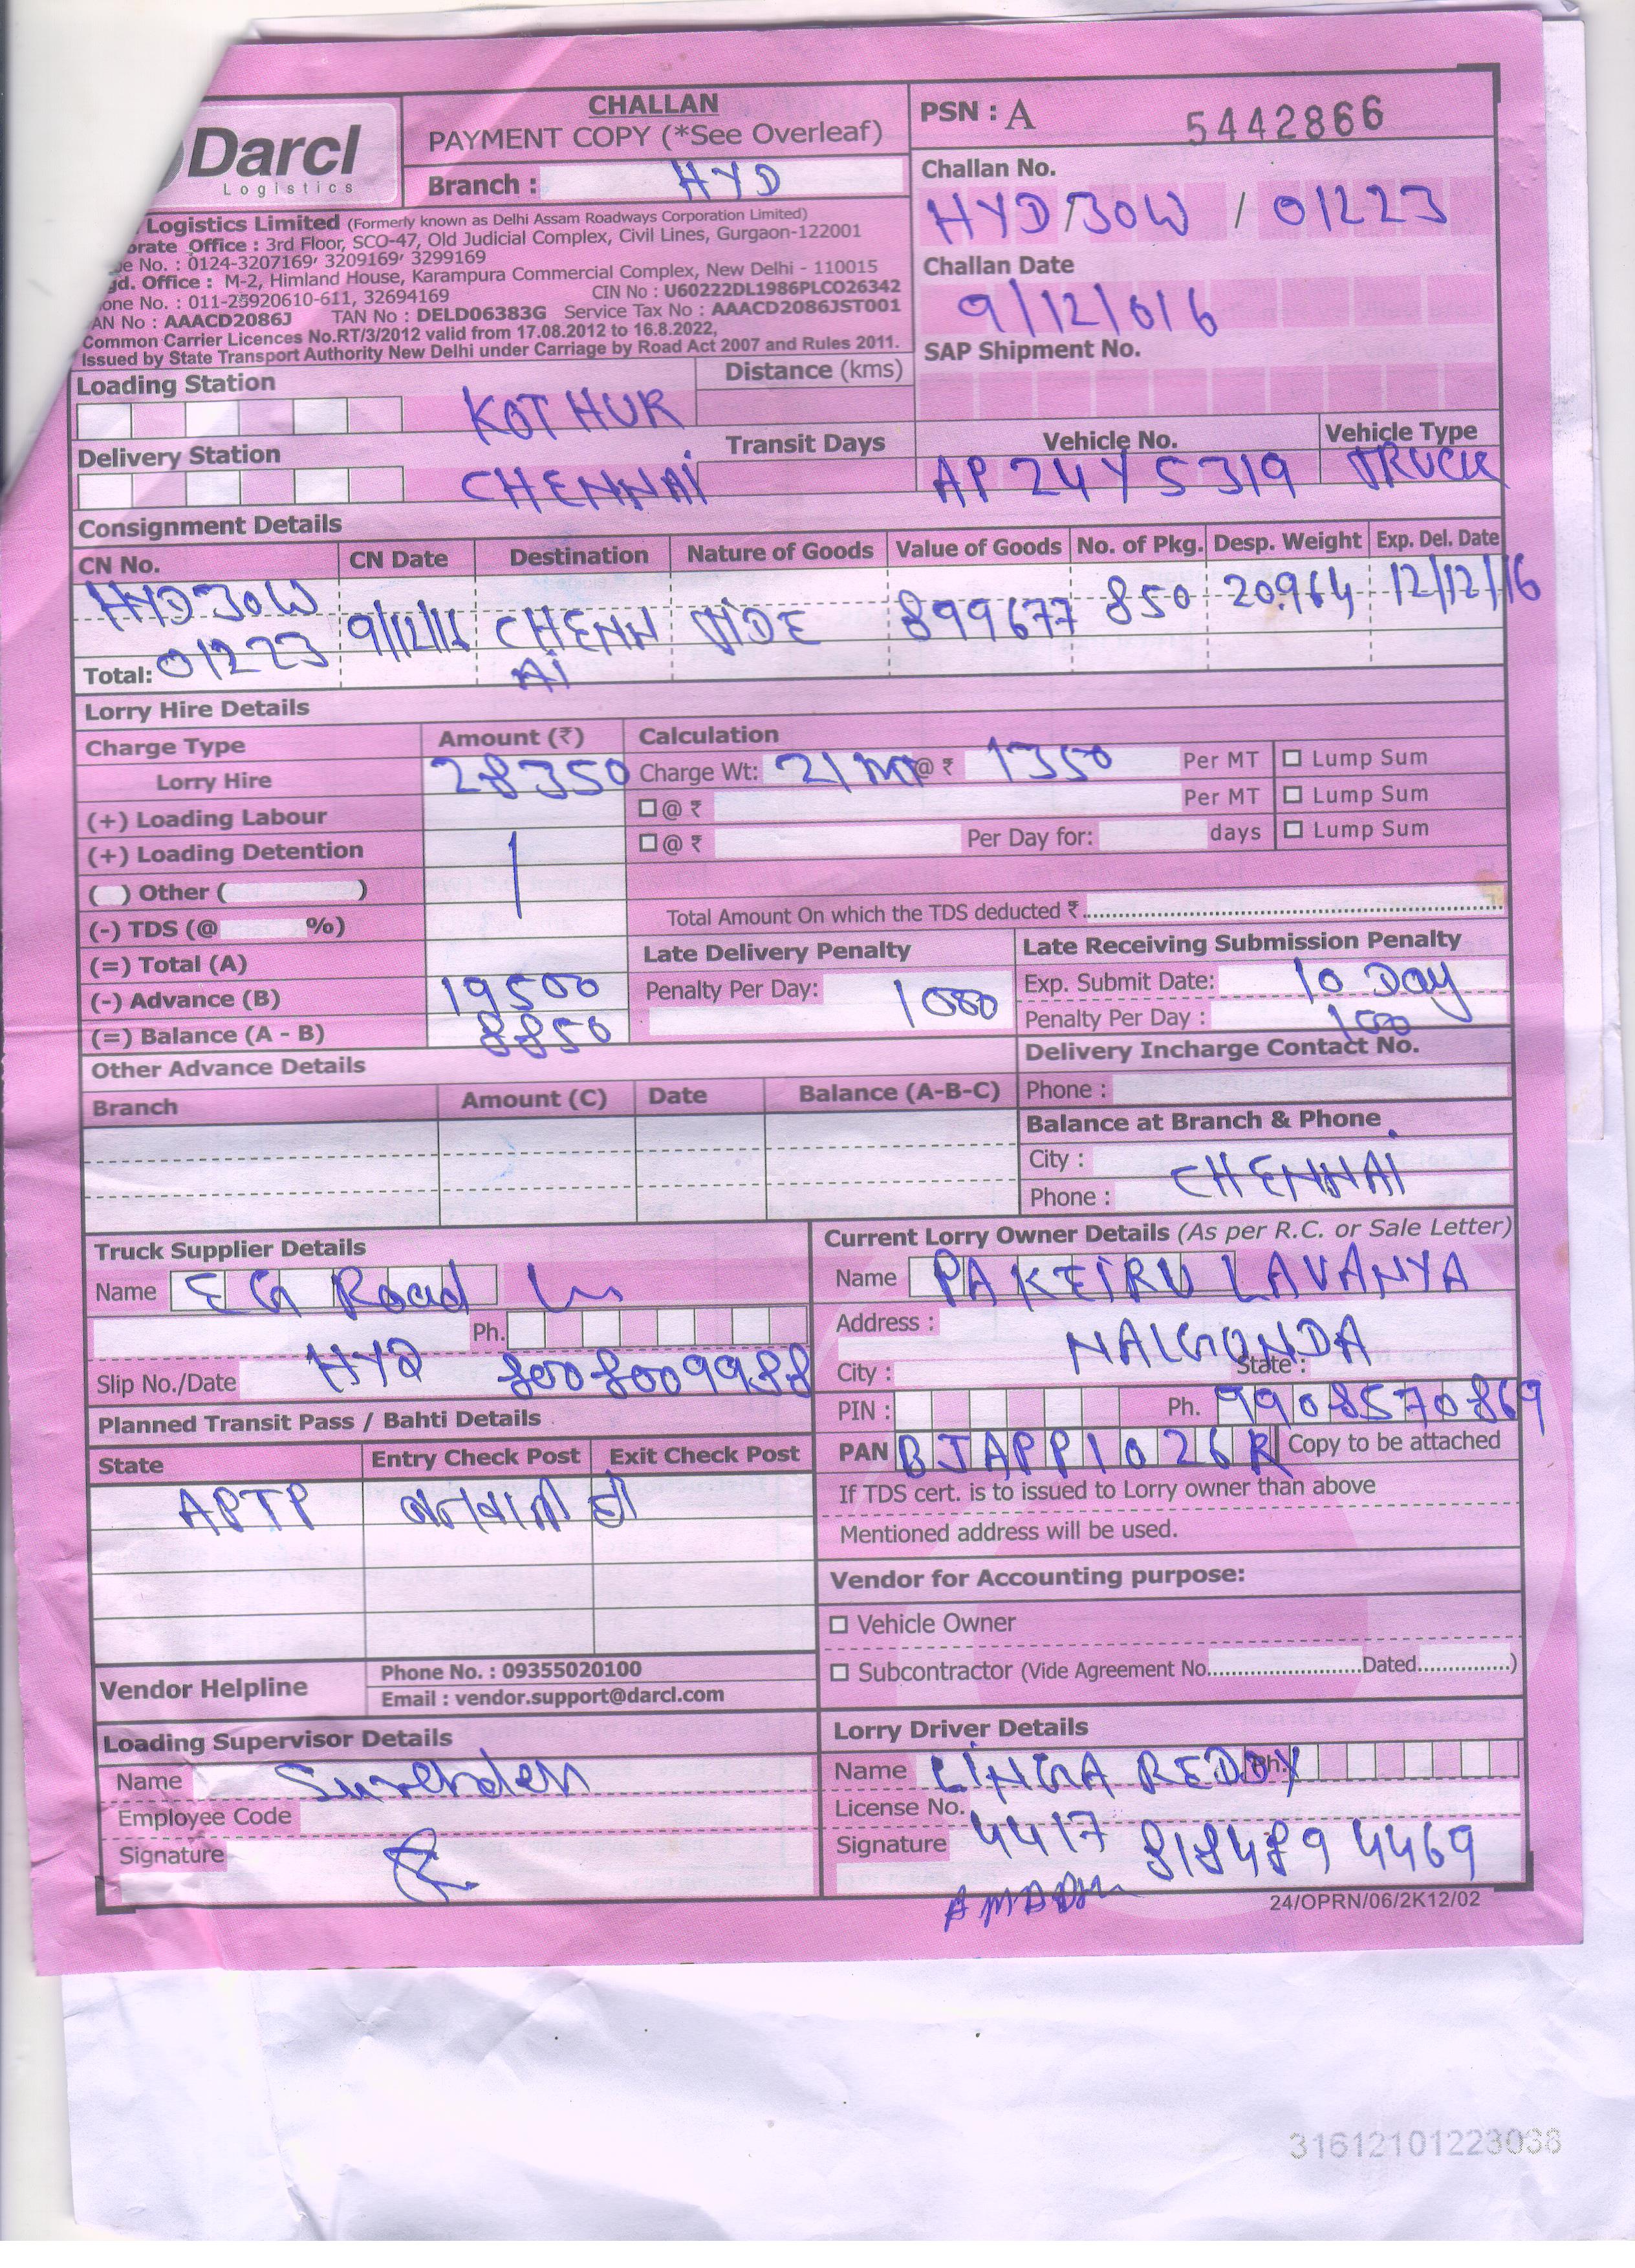 Darcl
Logistics
CHALLAN
PAYMENT COPY (*See Overleaf)
Branch : HYD
PSN : A 5442866
Challan No.
HYD/30W / 01223
Challan Date
9/12/016
SAP Shipment No.
Logistics Limited (Formerly known as Delhi Assam Roadways Corporation Limited)
orate Office : 3rd Floor, SCO-47, Old Judicial Complex, Civil Lines, Gurgaon-122001
e No. : 0124-3207169, 3209169, 3299169
gd. Office : M-2, Himland House, Karampura Commercial Complex, New Delhi - 110015
one No. : 011-25920610-611, 32694169 CIN No : U60222DL1986PLC026342
AN No : AAACD2086J TAN No : DELD06383G Service Tax No : AAACD2086JST001
Common Carrier Licences No.RT/3/2012 valid from 17.08.2012 to 16.8.2022,
Issued by State Transport Authority New Delhi under Carriage by Road Act 2007 and Rules 2011.
Loading Station KOTHUR
Distance (kms)
Delivery Station CHENNAI
Transit Days
Vehicle No. Vehicle Type
AP 24 Y 5319 TRUCK
Consignment Details
CN No. CN Date Destination Nature of Goods Value of Goods No. of Pkg. Desp. Weight Exp. Del. Date
HYD30W
01223 9/12/16 CHENNAI 899677 850 20.964 12/12/16
Total:
Lorry Hire Details
Charge Type Amount (₹) Calculation
Lorry Hire 28350 Charge Wt: 21 MT @ ₹ 1350 Per MT Lump Sum
(+) Loading Labour @ ₹ Per MT Lump Sum
(+) Loading Detention @ ₹ Per Day for: days Lump Sum
( ) Other ( )
(-) TDS (@ %) Total Amount On which the TDS deducted ₹
(=) Total (A)
(-) Advance (B) 19500
(=) Balance (A - B) 8850
Late Delivery Penalty
Penalty Per Day: 1000
Late Receiving Submission Penalty
Exp. Submit Date: 10 Day
Penalty Per Day : 1000
Other Advance Details
Branch Amount (C) Date Balance (A-B-C)
Delivery Incharge Contact No.
Phone :
Balance at Branch & Phone
City : CHENNAI
Phone :
Truck Supplier Details
Name EG Road
Ph.
HYD 8008009988
Slip No./Date
Current Lorry Owner Details (As per R.C. or Sale Letter)
Name PAKEIRU LAVANYA
Address : NALGONDA
City : State :
PIN : Ph. 9908570869
PAN BJAPP1026R Copy to be attached
If TDS cert. is to issued to Lorry owner than above
Mentioned address will be used.
Planned Transit Pass / Bahti Details
State Entry Check Post Exit Check Post
APTP
Vendor for Accounting purpose:
Vehicle Owner
Subcontractor (Vide Agreement No. Dated )
Vendor Helpline
Phone No. : 09355020100
Email : vendor.support@darcl.com
Loading Supervisor Details
Name
Employee Code
Signature
Lorry Driver Details
Name LINGA REDDY Ph.
License No.
Signature 4417 8184894469
24/OPRN/06/2K12/02
31612101223038